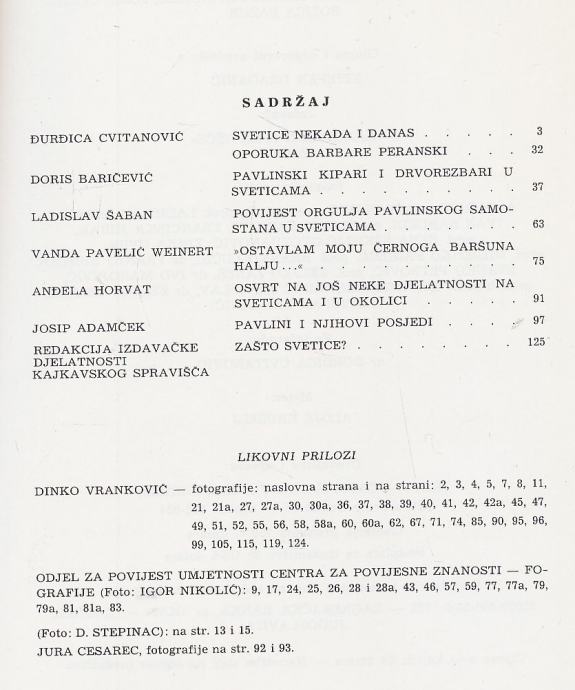 SADRŽAJ
ĐURĐICA CVITANOVIĆ SVETICE NEKADA I DANAS . . . . . 3
OPORUKA BARBARE PERANSKI . . . 32
DORIS BARIČEVIĆ PAVLINSKI KIPARI I DRVOREZBARI U
SVETICAMA . . . . . . . . . . 37
LADISLAV ŠABAN POVIJEST ORGULJA PAVLINSKOG SAMO-
STANA U SVETICAMA . . . . . . . 63
VANDA PAVELIĆ WEINERT »OSTAVLAM MOJU ČERNOGA BARŠUNA
HALJU...« . . . . . . . . . . 75
ANĐELA HORVAT OSVRT NA JOŠ NEKE DJELATNOSTI NA
SVETICAMA I U OKOLICI . . . . . 91
JOSIP ADAMČEK PAVLINI I NJIHOVI POSJEDI . . . . 97
REDAKCIJA IZDAVAČKE ZAŠTO SVETICE? . . . . . . . . 125
DJELATNOSTI
KAJKAVSKOG SPRAVIŠČA
LIKOVNI PRILOZI
DINKO VRANKOVIĆ — fotografije: naslovna strana i na strani: 2, 3, 4, 5, 7, 8, 11,
21, 21a, 27, 27a, 30, 30a, 36, 37, 38, 39, 40, 41, 42, 42a, 45, 47,
49, 51, 52, 55, 56, 58, 58a, 60, 60a, 62, 67, 71, 74, 85, 90, 95, 96,
99, 105, 115, 119, 124.
ODJEL ZA POVIJEST UMJETNOSTI CENTRA ZA POVIJESNE ZNANOSTI — FO-
GRAFIJE (Foto: IGOR NIKOLIĆ): 9, 17, 24, 25, 26, 28 i 28a, 43, 46, 57, 59, 77, 77a, 79,
79a, 81, 81a, 83.
(Foto: D. STEPINAC): na str. 13 i 15.
JURA CESAREC, fotografije na str. 92 i 93.